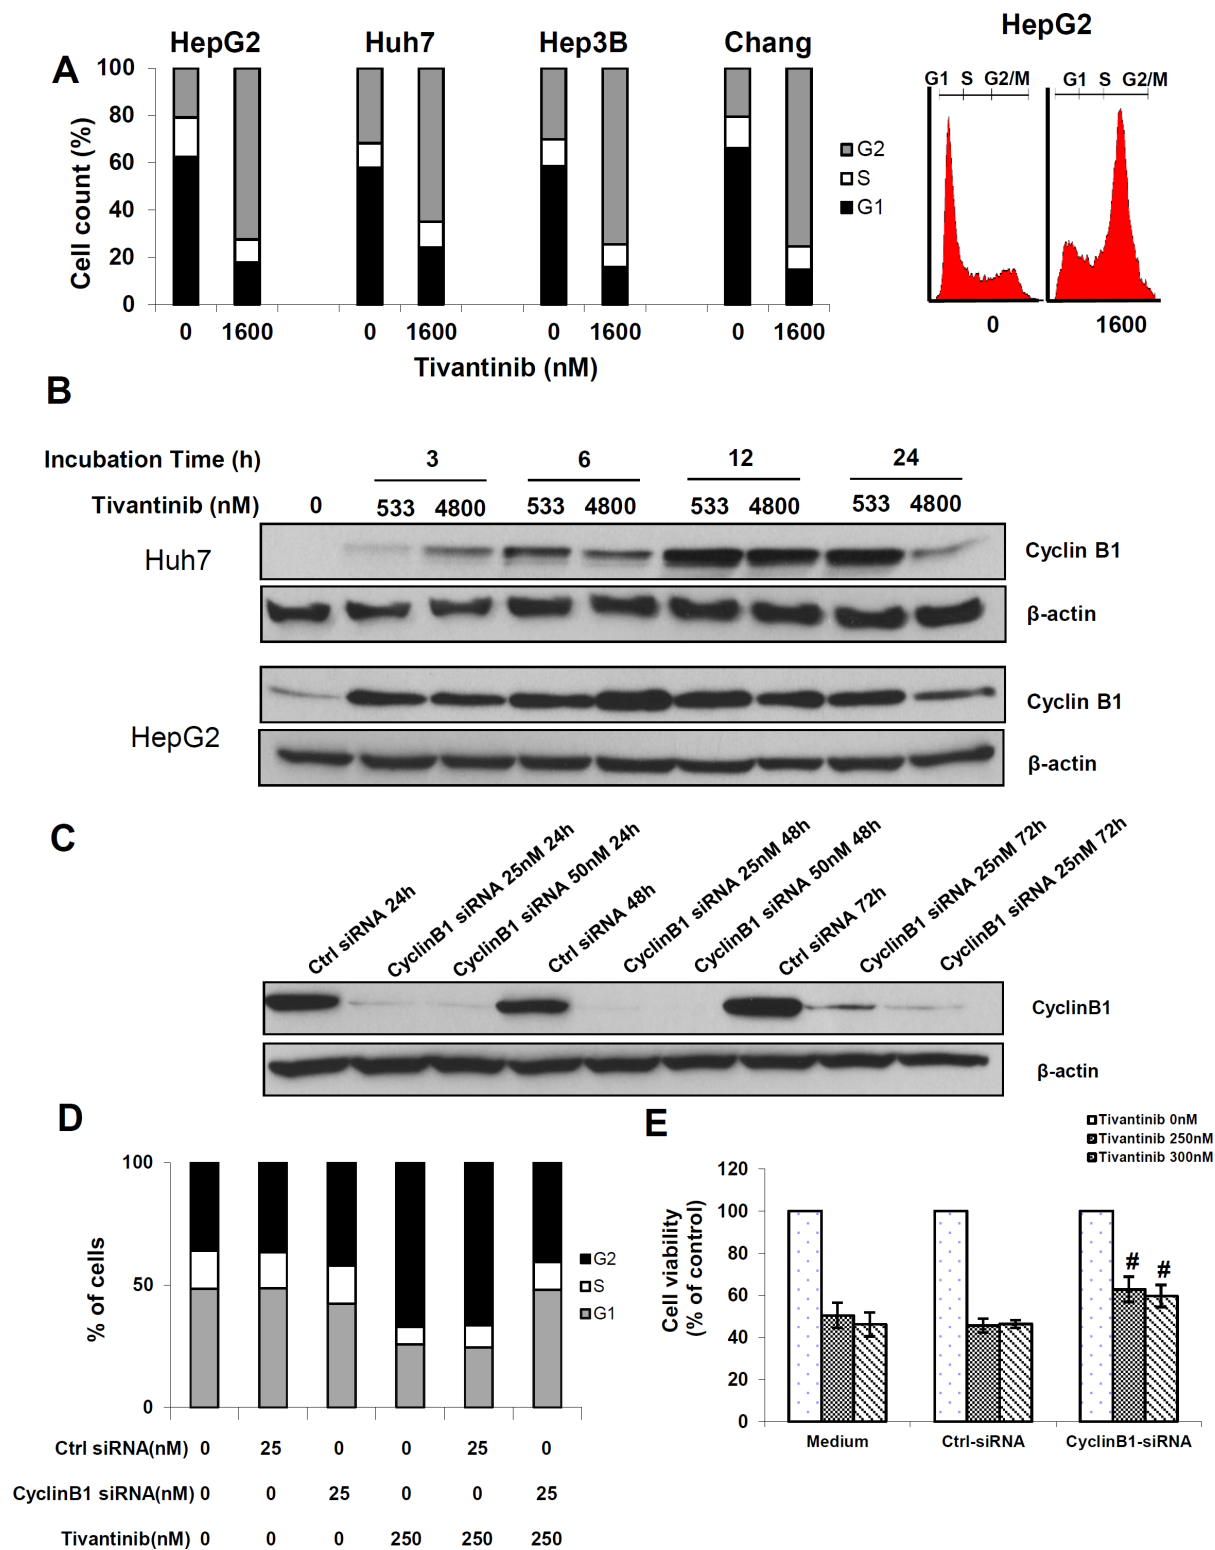 HepG2
HepG2 Huh7 Hep3B Chang
A
100
80
60
40
20
0
Cell count (%)
0 1600 0 1600 0 1600 0 1600
Tivantinib (nM)
G2
S
G1
G1 S G2/M G1 S G2/M
0 1600
B
Incubation Time (h) 3 6 12 24
Tivantinib (nM) 0 533 4800 533 4800 533 4800 533 4800
Huh7 Cyclin B1
β-actin
HepG2 Cyclin B1
β-actin
C
Ctrl siRNA 24h
CyclinB1 siRNA 25nM 24h
CyclinB1 siRNA 50nM 24h
Ctrl siRNA 48h
CyclinB1 siRNA 25nM 48h
CyclinB1 siRNA 50nM 48h
Ctrl siRNA 72h
CyclinB1 siRNA 25nM 72h
CyclinB1 siRNA 25nM 72h
CyclinB1
β-actin
D
100
50
0
% of cells
G2
S
G1
Ctrl siRNA(nM) 0 25 0 0 25 0
CyclinB1 siRNA(nM) 0 0 25 0 0 25
Tivantinib(nM) 0 0 0 250 250 250
E
Tivantinib 0nM
Tivantinib 250nM
Tivantinib 300nM
120
100
80
60
40
20
0
Cell viability
(% of control)
# #
Medium Ctrl-siRNA CyclinB1-siRNA